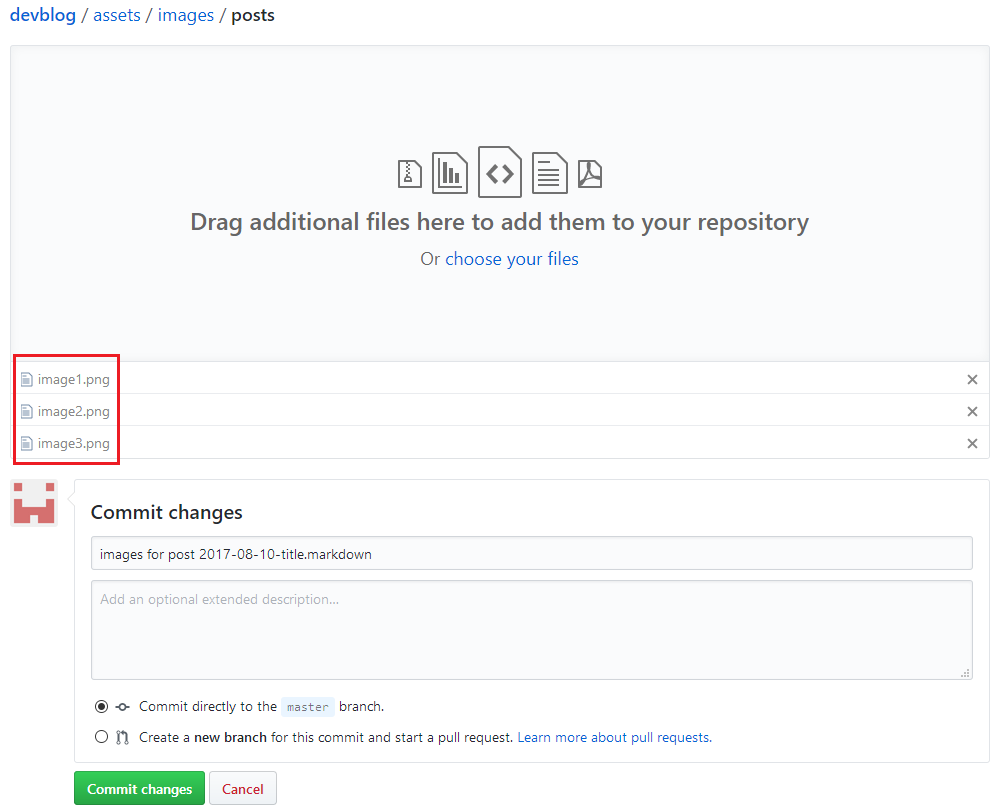 devblog / assets / images / posts
Drag additional files here to add them to your repository
Or choose your files
image1.png
image2.png
image3.png
Commit changes
images for post 2017-08-10-title.markdown
Add an optional extended description...
Commit directly to the master branch.
Create a new branch for this commit and start a pull request. Learn more about pull requests.
Commit changes Cancel